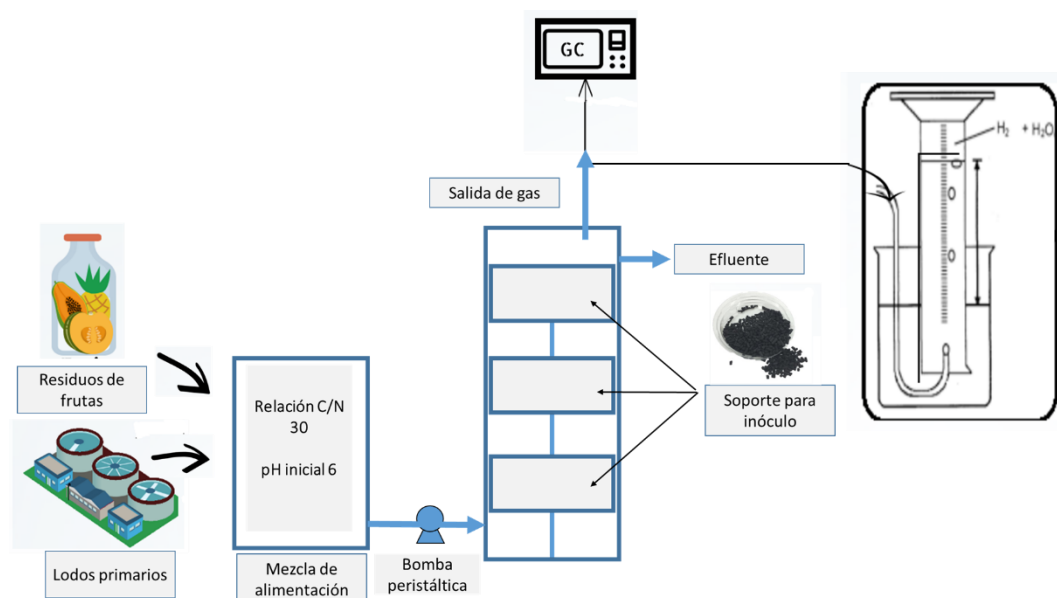 GC
H₂ + H₂O
Salida de gas
Efluente
Residuos de
frutas
Relación C/N
30
pH inicial 6
Soporte para
inóculo
Lodos primarios
Mezcla de
alimentación
Bomba
peristáltica